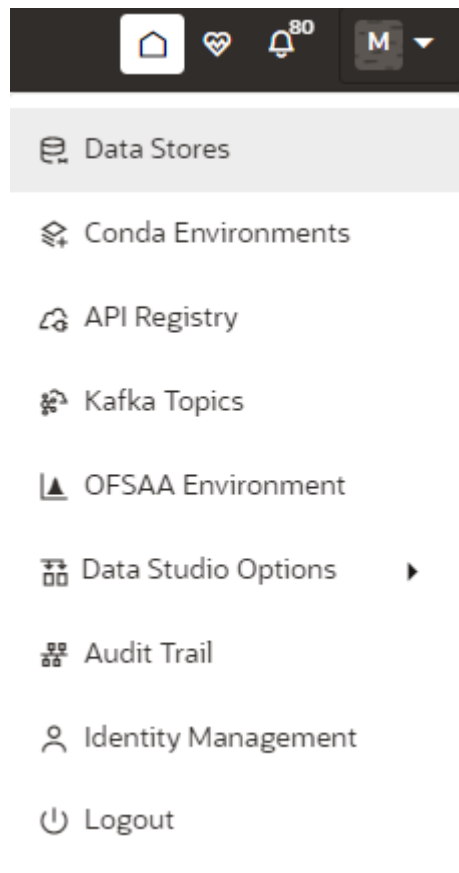 80
M
Data Stores
Conda Environments
API Registry
Kafka Topics
OFSAA Environment
Data Studio Options
Audit Trail
Identity Management
Logout